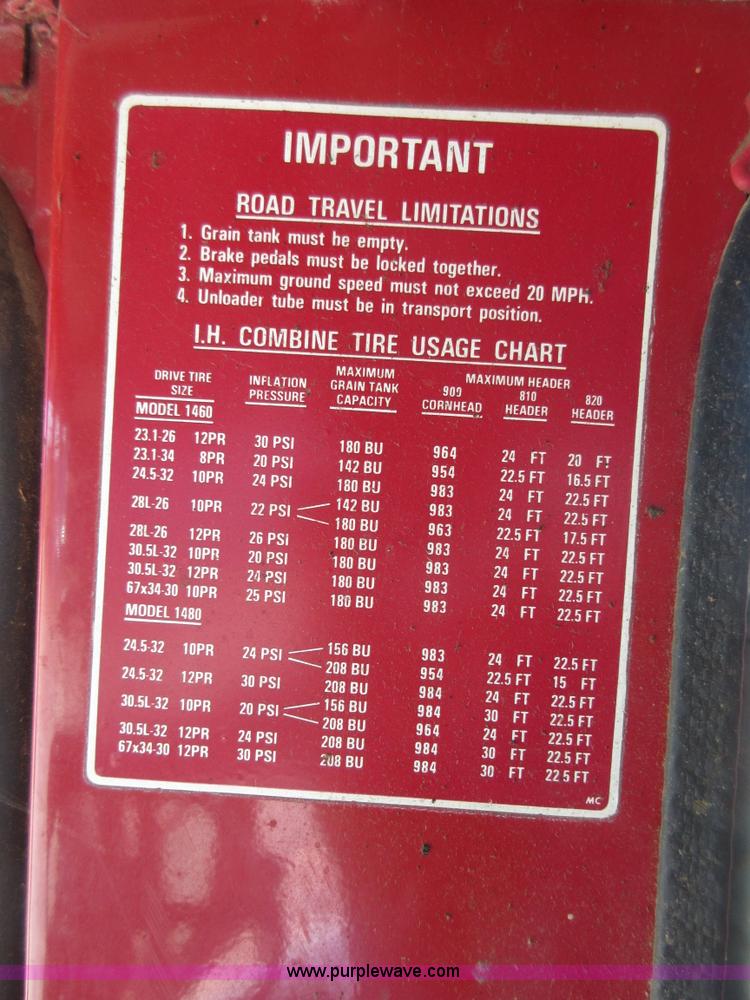 IMPORTANT
ROAD TRAVEL LIMITATIONS
1. Grain tank must be empty.
2. Brake pedals must be locked together.
3. Maximum ground speed must not exceed 20 MPH.
4. Unloader tube must be in transport position.
I.H. COMBINE TIRE USAGE CHART
DRIVE TIRE SIZE INFLATION PRESSURE MAXIMUM GRAIN TANK CAPACITY MAXIMUM HEADER
900 CORNHEAD 810 HEADER 820 HEADER
MODEL 1460
23.1-26 12PR 30 PSI 180 BU 964 24 FT 20 FT
23.1-34 8PR 20 PSI 142 BU 954 22.5 FT 16.5 FT
24.5-32 10PR 24 PSI 180 BU 983 24 FT 22.5 FT
28L-26 10PR 22 PSI 142 BU 983 24 FT 22.5 FT
180 BU 963 22.5 FT 17.5 FT
28L-26 12PR 26 PSI 180 BU 983 24 FT 22.5 FT
30.5L-32 10PR 20 PSI 180 BU 983 24 FT 22.5 FT
30.5L-32 12PR 24 PSI 180 BU 983 24 FT 22.5 FT
67x34-30 10PR 25 PSI 180 BU 983 24 FT 22.5 FT
MODEL 1480
24.5-32 10PR 24 PSI 156 BU 983 24 FT 22.5 FT
208 BU 954 22.5 FT 15 FT
24.5-32 12PR 30 PSI 208 BU 984 24 FT 22.5 FT
30.5L-32 10PR 20 PSI 156 BU 984 30 FT 22.5 FT
208 BU 964 24 FT 22.5 FT
30.5L-32 12PR 24 PSI 208 BU 984 30 FT 22.5 FT
67x34-30 12PR 30 PSI 208 BU 984 30 FT 22 5 FT
MC
www.purplewave.com